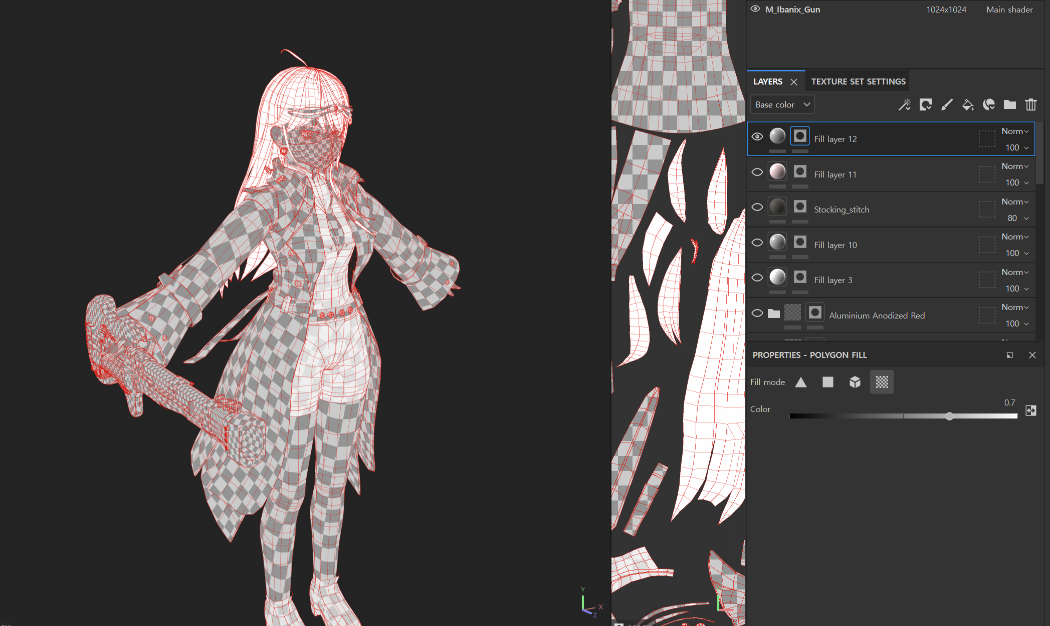 M_Ibanix_Gun 1024x1024 Main shader
LAYERS TEXTURE SET SETTINGS
Base color
Norm
Fill layer 12
100
Norm
Fill layer 11
100
Norm
Stocking_stitch
80
Norm
Fill layer 10
100
Norm
Fill layer 3
100
Norm
Aluminium Anodized Red
100
PROPERTIES - POLYGON FILL
Fill mode
Color 0.7
Y
X
Z